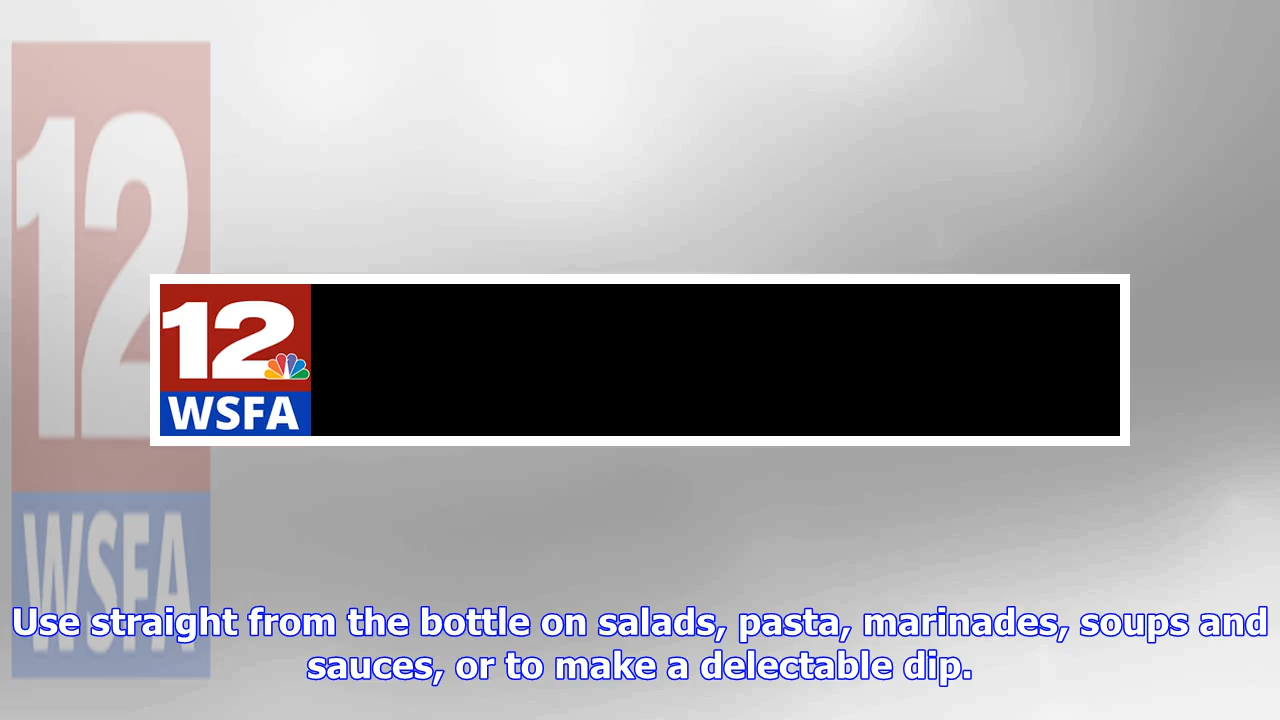 12
WSFA
12
WSFA
Use straight from the bottle on salads, pasta, marinades, soups and
sauces, or to make a delectable dip.